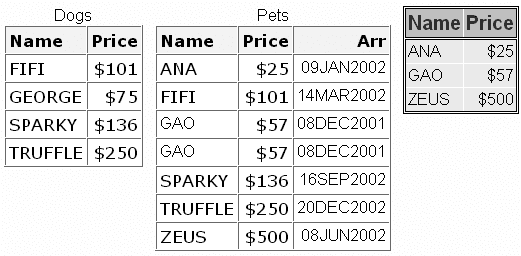 Dogs
Name Price
FIFI $101
GEORGE $75
SPARKY $136
TRUFFLE $250
Pets
Name Price Arr
ANA $25 09JAN2002
FIFI $101 14MAR2002
GAO $57 08DEC2001
GAO $57 08DEC2001
SPARKY $136 16SEP2002
TRUFFLE $250 20DEC2002
ZEUS $500 08JUN2002
Name Price
ANA $25
GAO $57
ZEUS $500